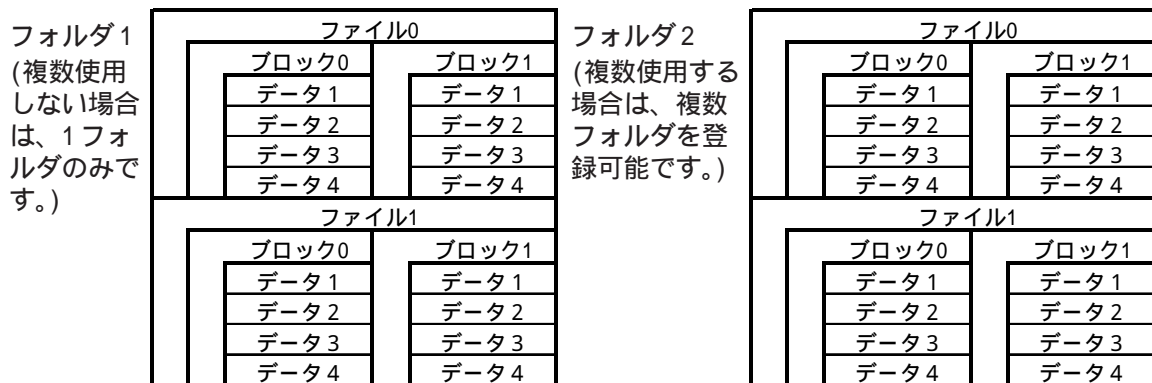 フォルダ1
(複数使用
しない場合
は、1フォ
ルダのみで
す。)
ファイル0
ブロック0 ブロック1
データ1 データ1
データ2 データ2
データ3 データ3
データ4 データ4
ファイル1
ブロック0 ブロック1
データ1 データ1
データ2 データ2
データ3 データ3
データ4 データ4
フォルダ2
(複数使用する
場合は、複数
フォルダを登
録可能です。)
ファイル0
ブロック0 ブロック1
データ1 データ1
データ2 データ2
データ3 データ3
データ4 データ4
ファイル1
ブロック0 ブロック1
データ1 データ1
データ2 データ2
データ3 データ3
データ4 データ4